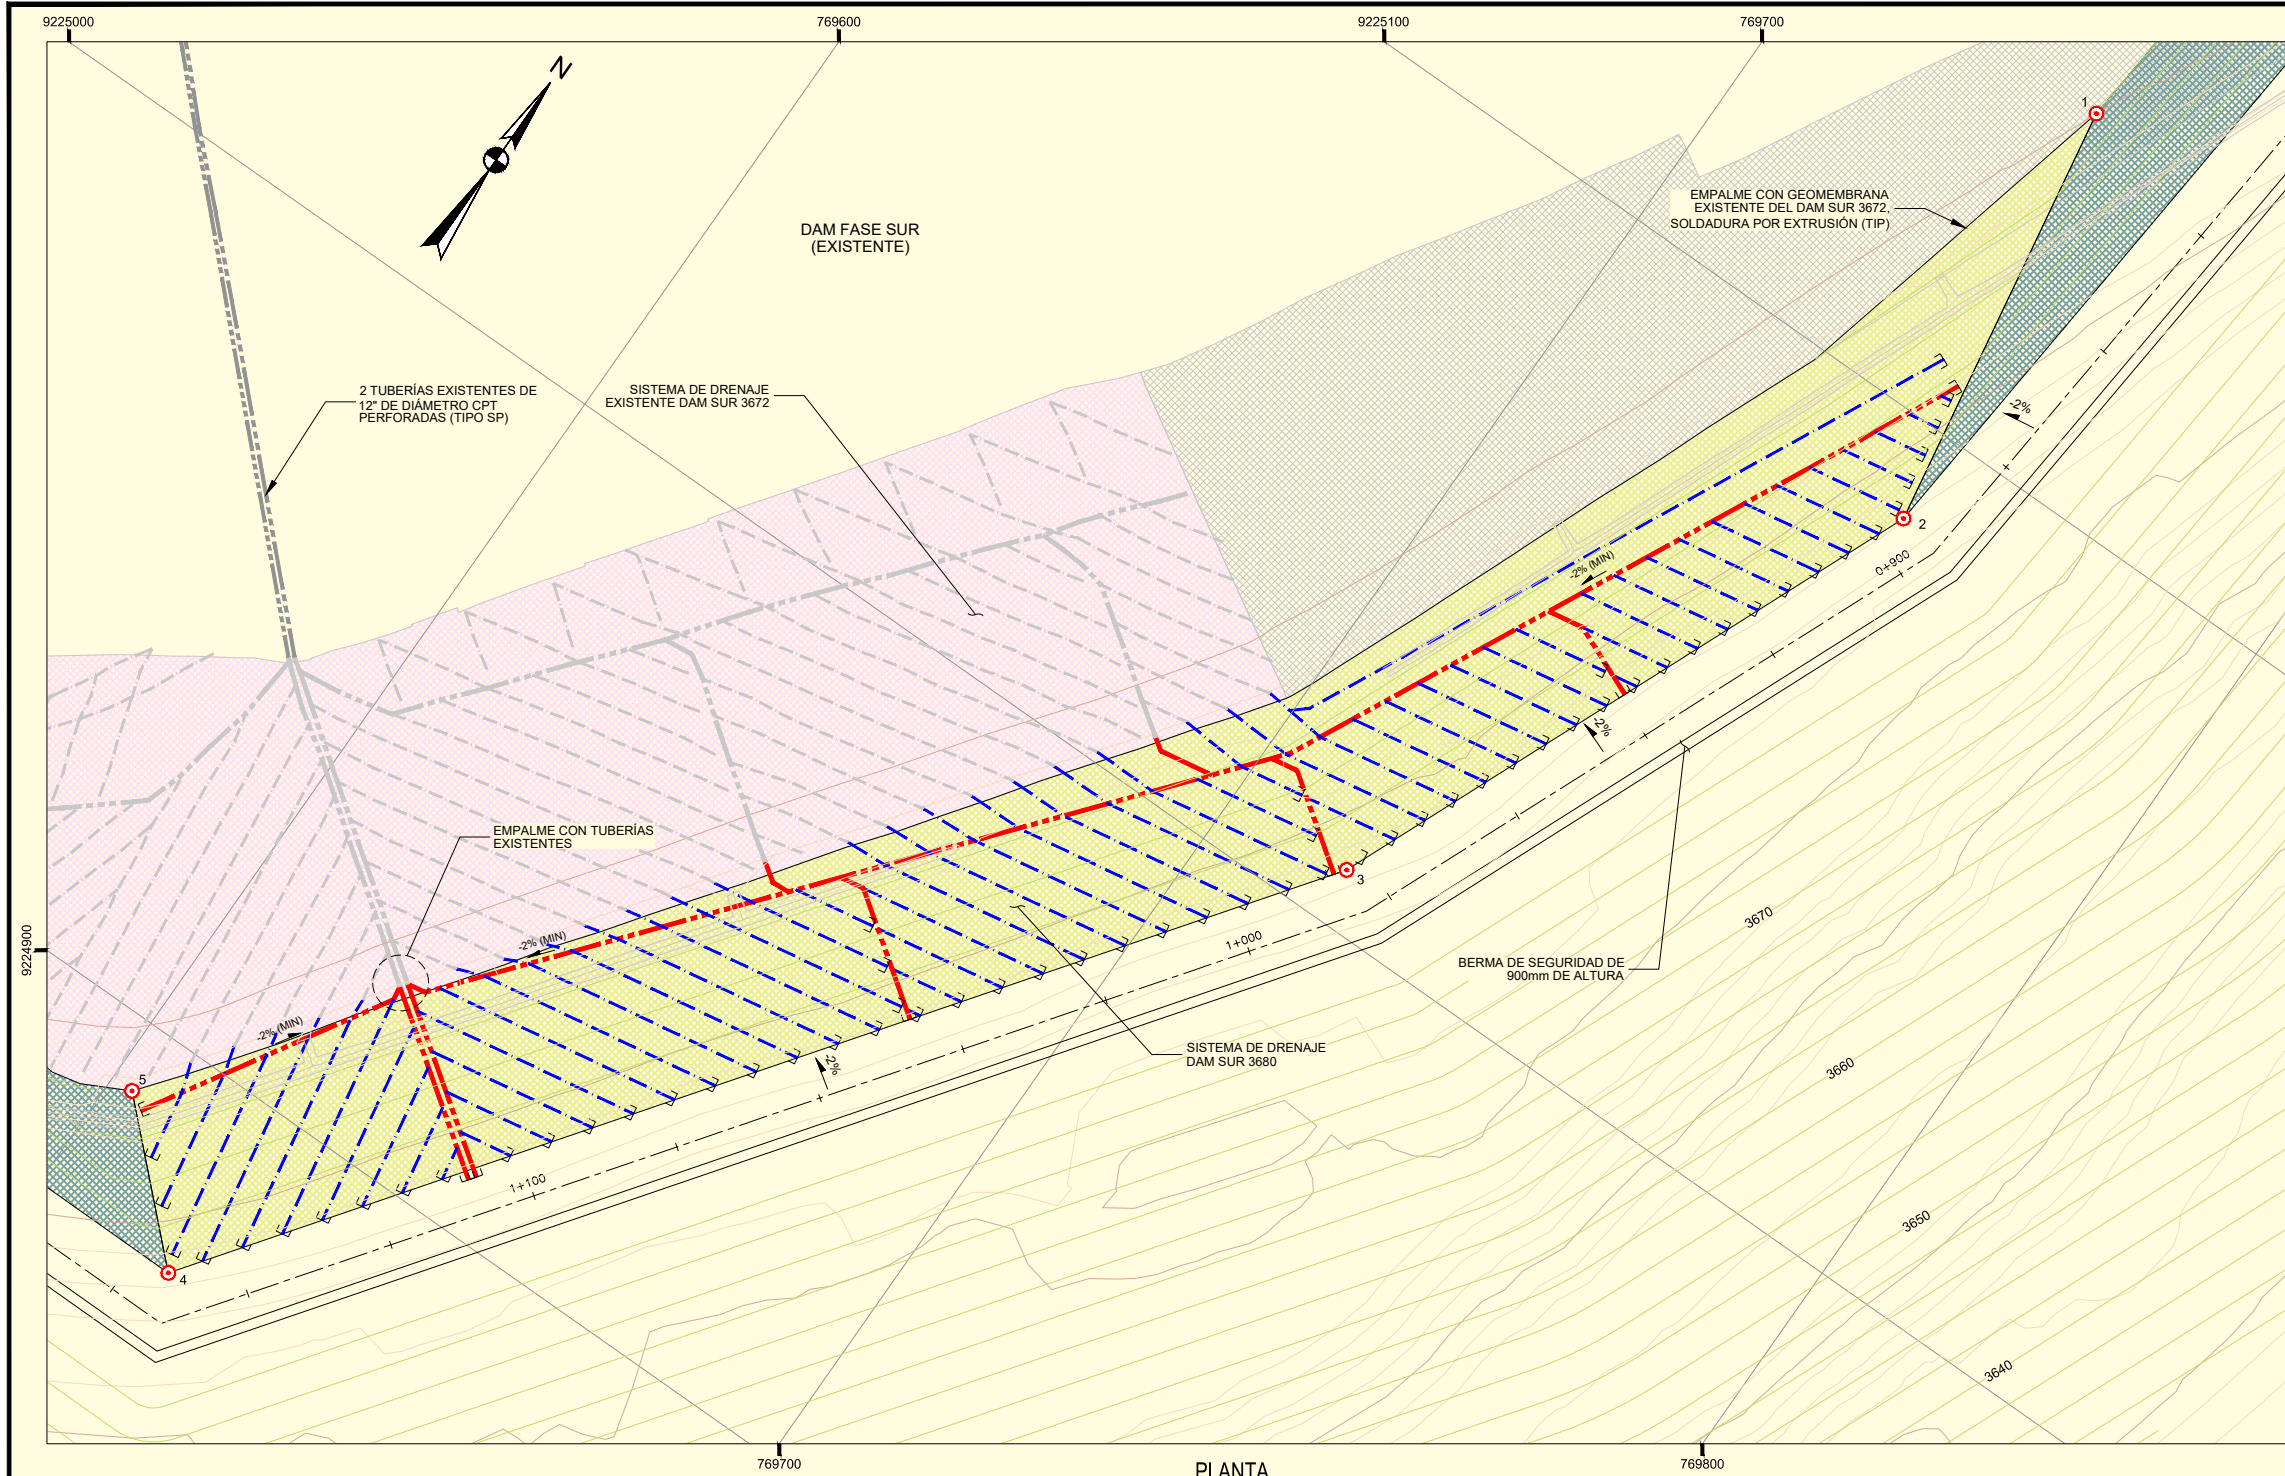 9225000
769600
9225100
769700
N
1
EMPALME CON GEOMEMBRANA
EXISTENTE DEL DAM SUR 3672,
SOLDADURA POR EXTRUSIÓN (TIP)
DAM FASE SUR
(EXISTENTE)
2 TUBERÍAS EXISTENTES DE
12" DE DIÁMETRO CPT
PERFORADAS (TIPO SP)
SISTEMA DE DRENAJE
EXISTENTE DAM SUR 3672
-2%
2
0+900
-2% (MIN)
-2%
EMPALME CON TUBERÍAS
EXISTENTES
3
3670
9224900
-2% (MIN)
1+000
BERMA DE SEGURIDAD DE
900mm DE ALTURA
-2% (MIN)
SISTEMA DE DRENAJE
DAM SUR 3680
-2%
3660
5
1+100
3650
4
3640
769700
PLANTA
769800